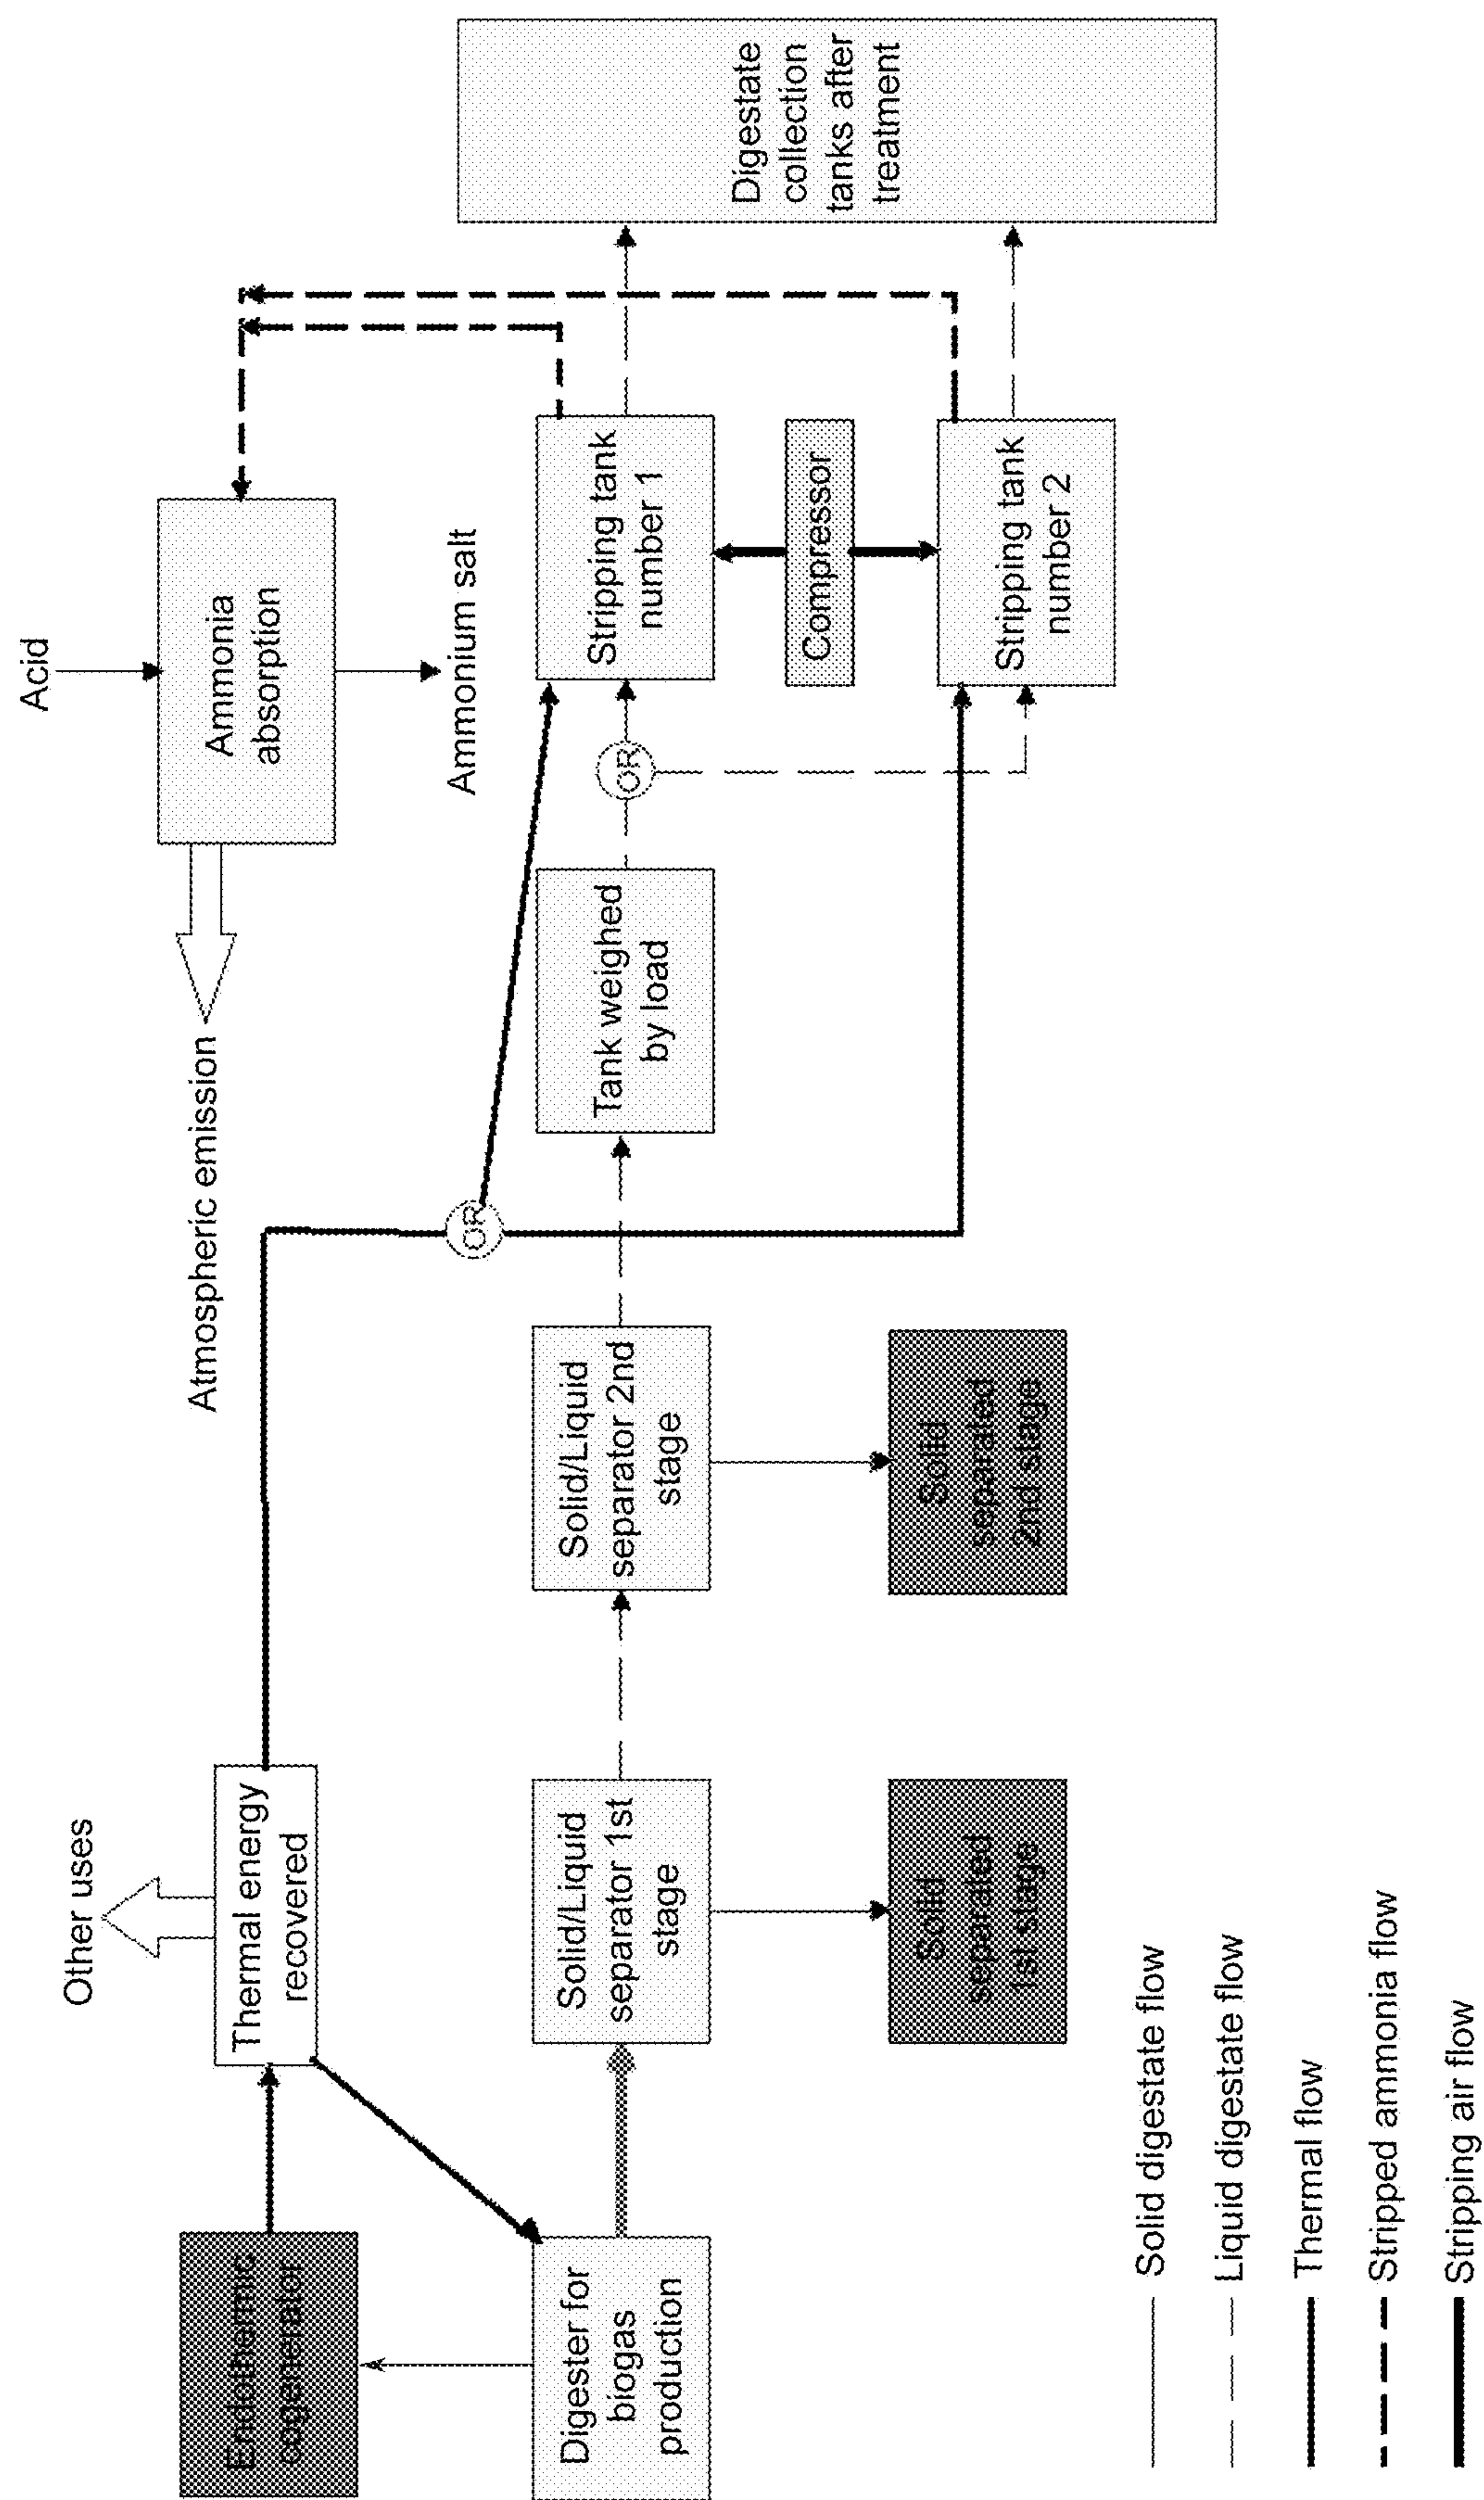 Other uses
Atmospheric emission
Acid
Endothermic
cogenerator
Thermal energy
recovered
Ammonia
absorption
Ammonium salt
OR
Digester for
biogas
production
Solid/Liquid
separator 1st
stage
Solid/Liquid
separator 2nd
stage
Tank weighed
by load
OR
Stripping tank
number 1
Compressor
Stripping tank
number 2
Digestate
collection
tanks after
treatment
Solid
separated
1st stage
Solid
separated
2nd stage
Solid digestate flow
Liquid digestate flow
Thermal flow
Stripped ammonia flow
Stripping air flow